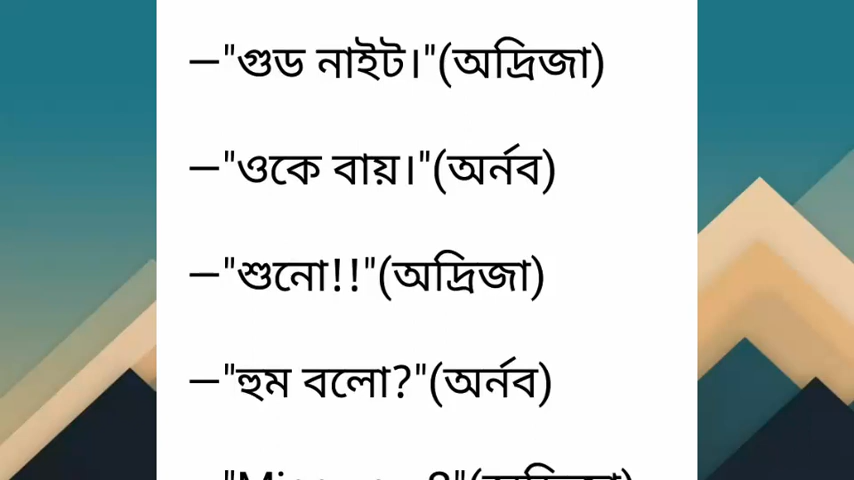 —"গুড নাইট।"(অদ্রিজা)
—"ওকে বায়।"(অর্নব)
—"শুনো!!"(অদ্রিজা)
—"হুম বলো?"(অর্নব)